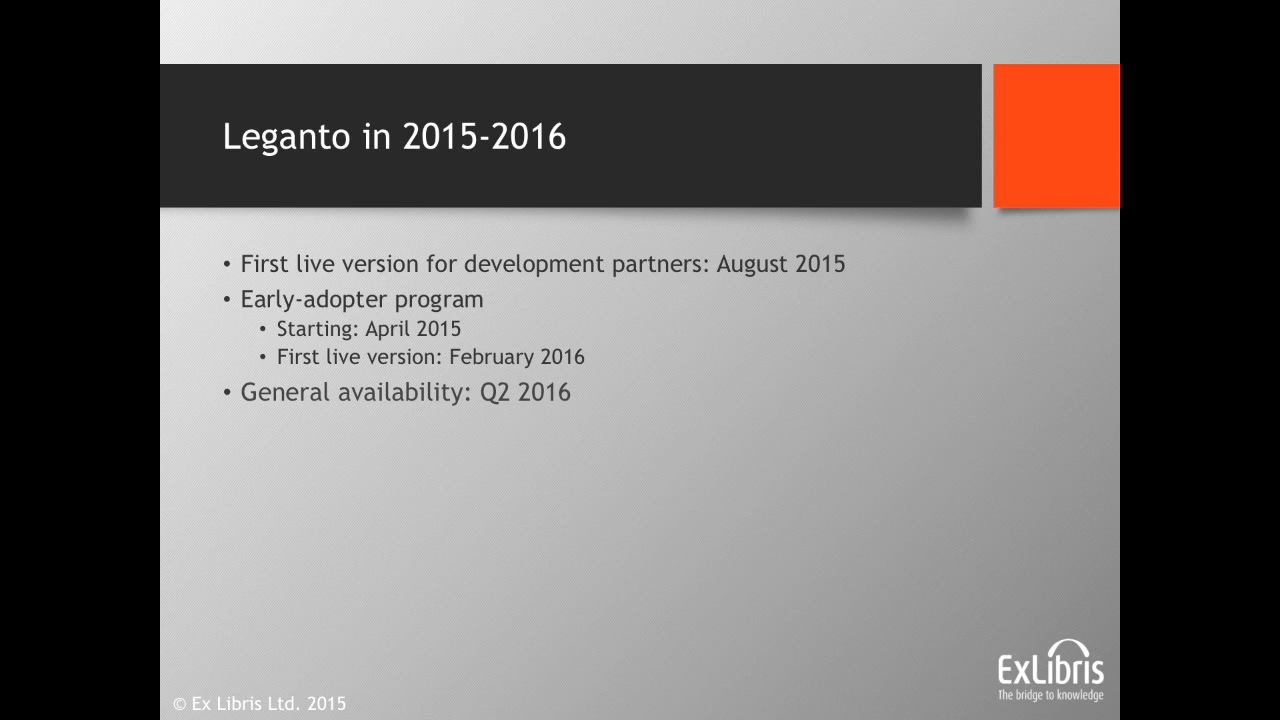 Leganto in 2015-2016
• First live version for development partners: August 2015
• Early-adopter program
• Starting: April 2015
• First live version: February 2016
• General availability: Q2 2016
ExLibris
The bridge to knowledge
© Ex Libris Ltd. 2015